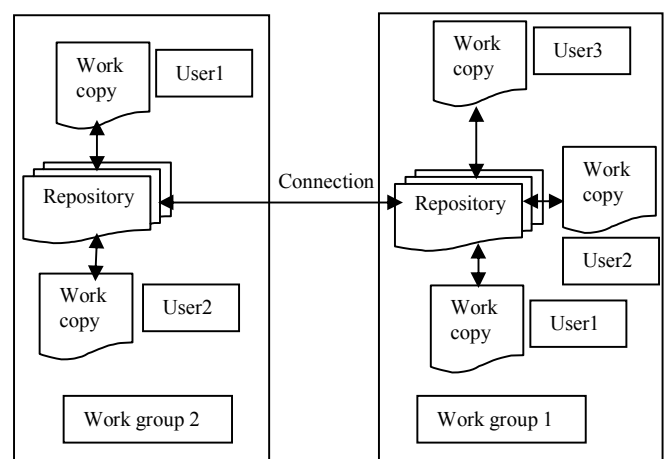 Work
copy
User1
Repository
Work
copy
User2
Work group 2
Connection
Work
copy
User3
Repository
Work
copy
User2
Work
copy
User1
Work group 1